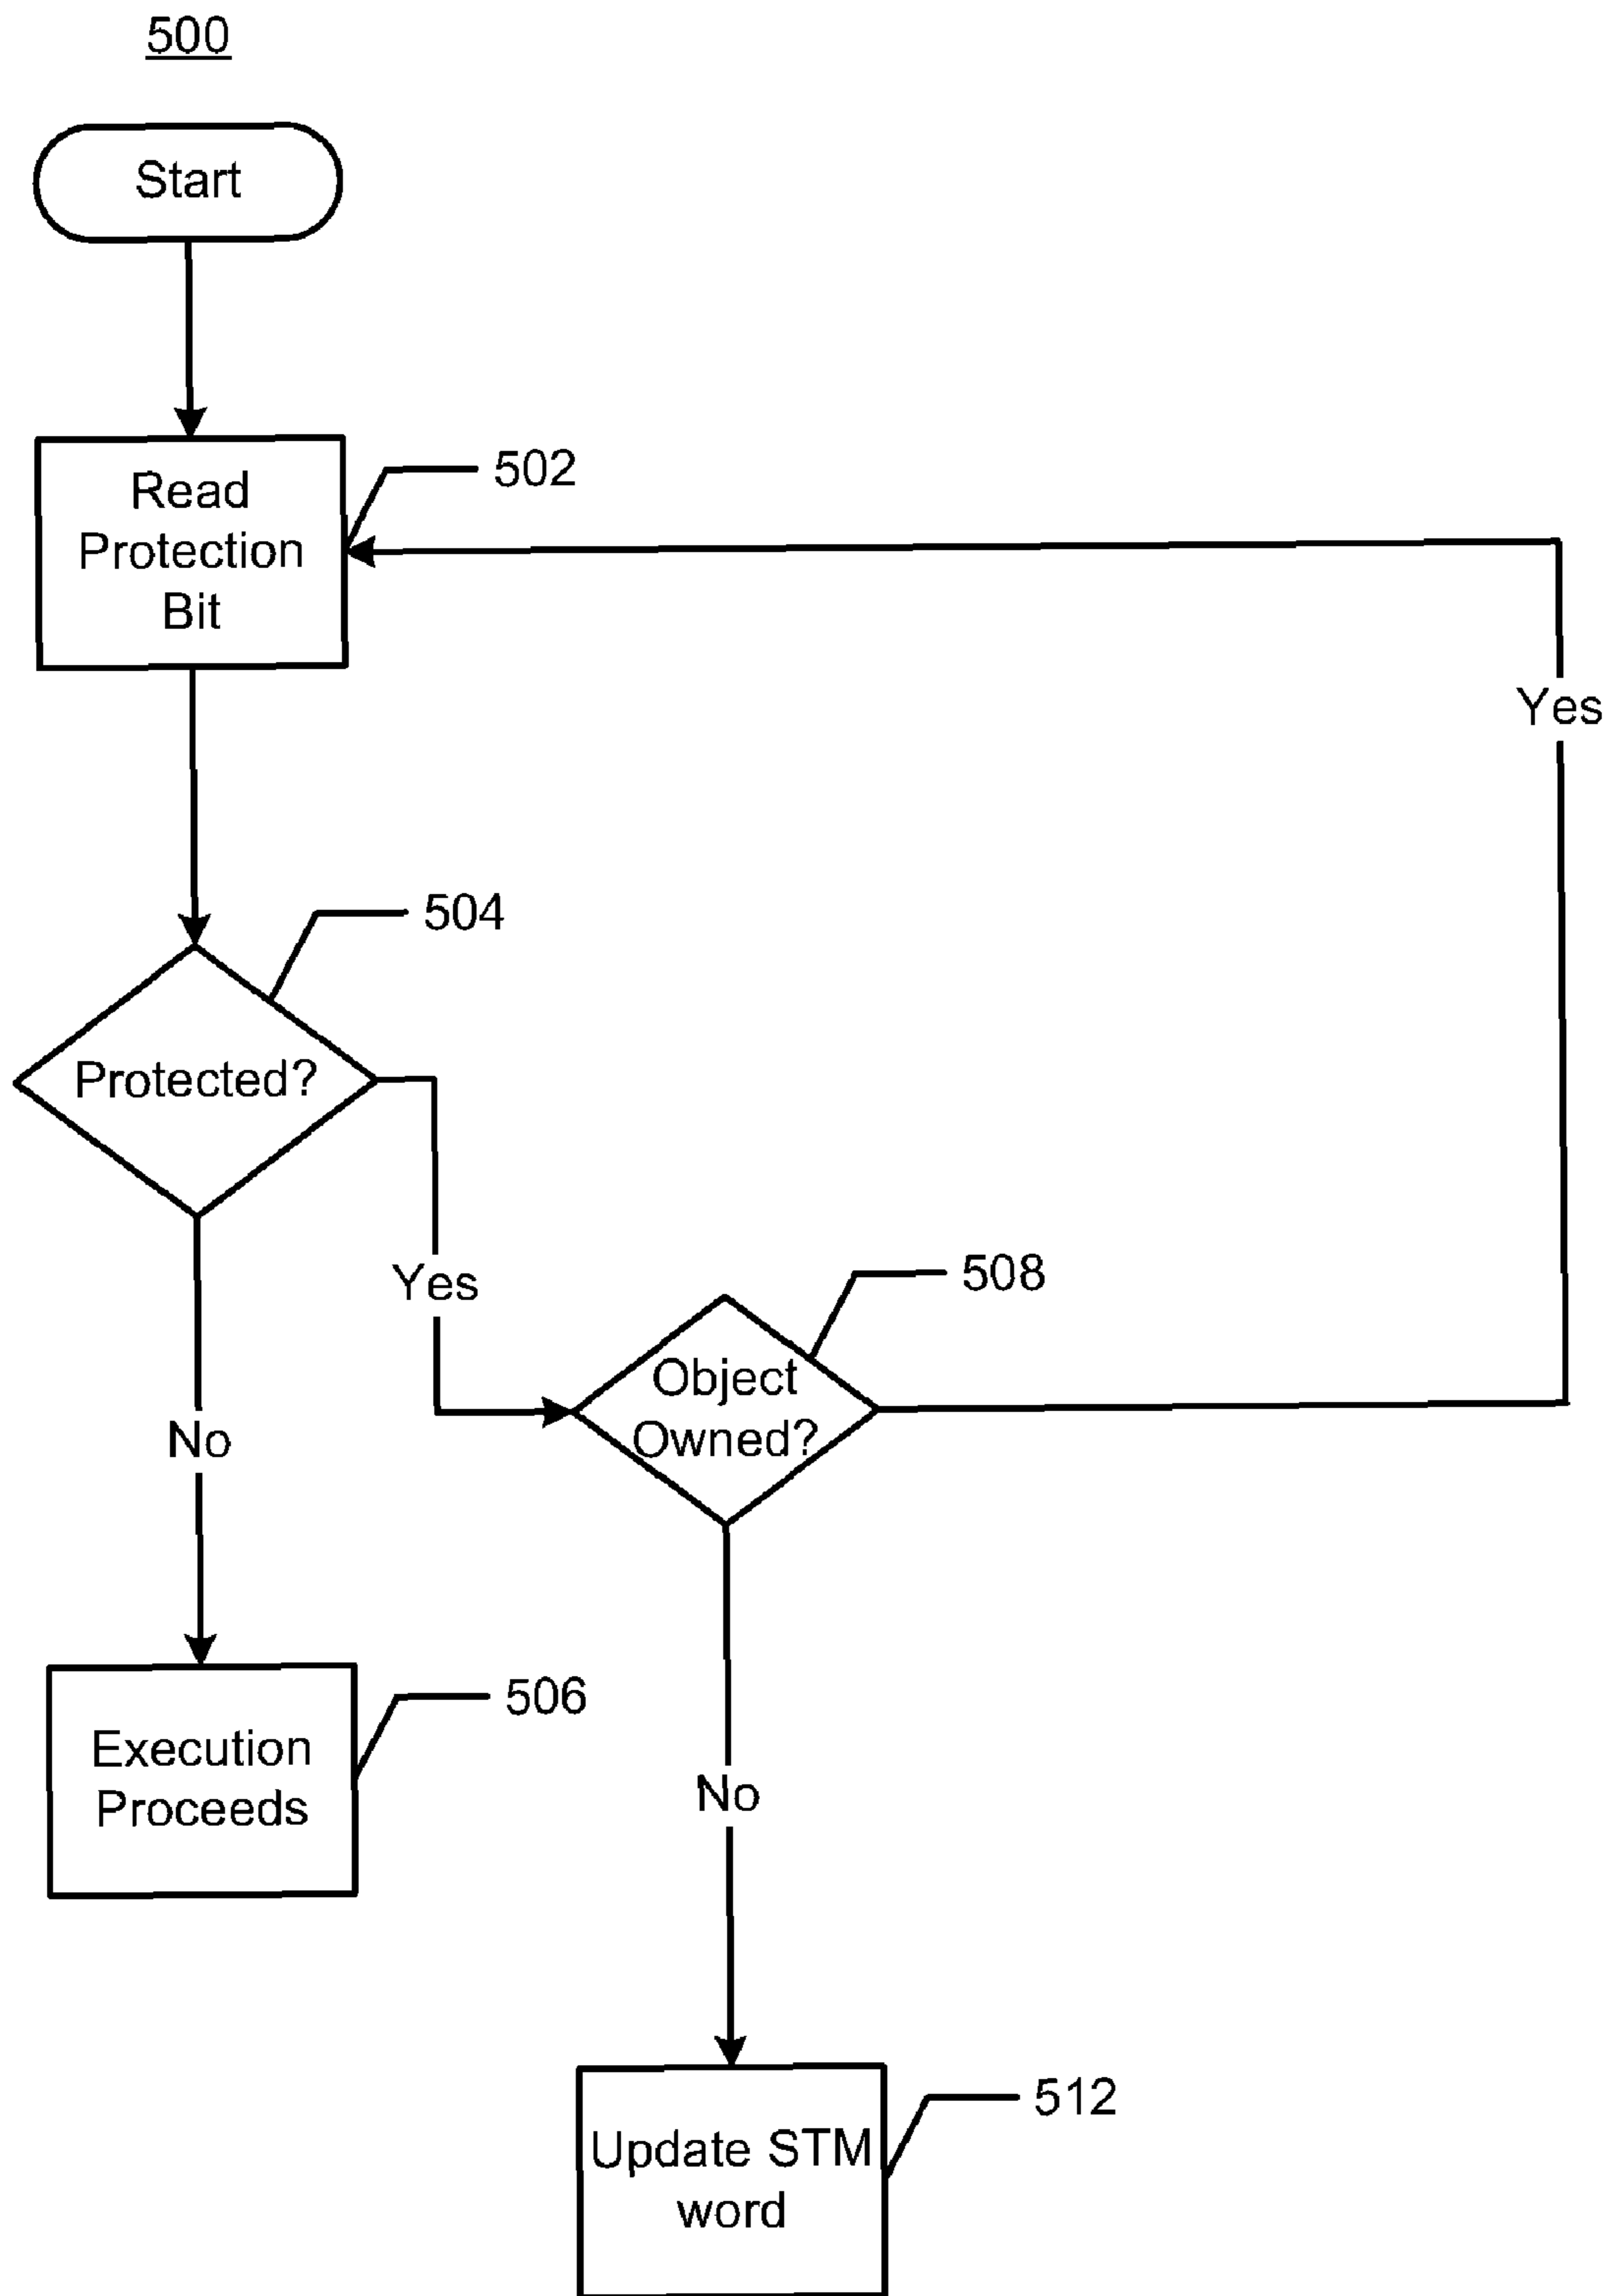 500
Start
Read
Protection
Bit
502
Yes
504
Protected?
Yes
508
Object
Owned?
No
506
Execution
Proceeds
No
512
Update STM
word